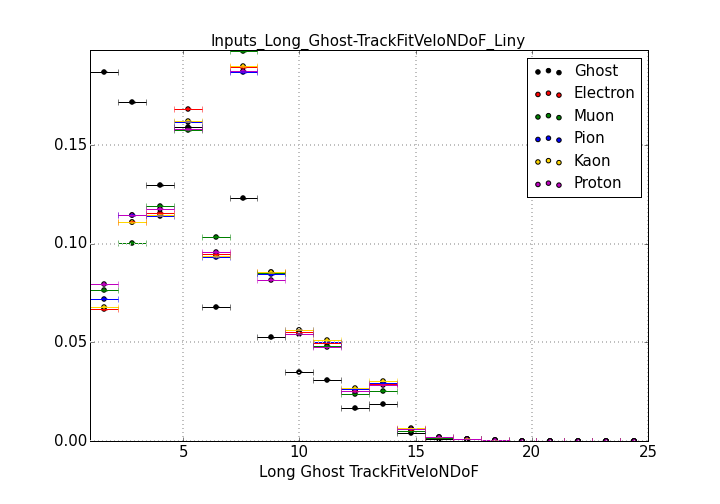 Inputs_Long_Ghost-TrackFitVeloNDoF_Liny
Ghost
Electron
Muon
Pion
Kaon
Proton
0.15
0.10
0.05
0.00
5 10 15 20 25
Long Ghost TrackFitVeloNDoF